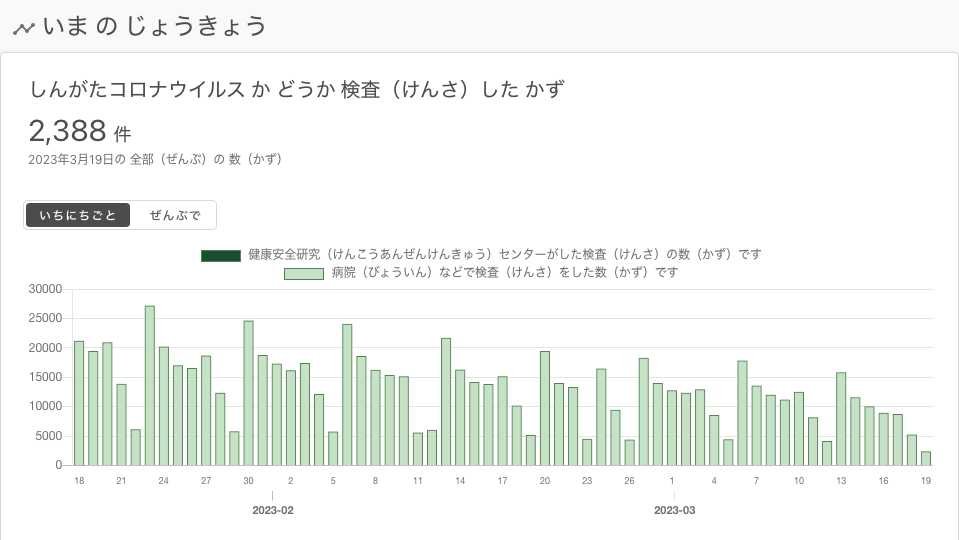 いま の じょうきょう
しんがたコロナウイルス か どうか 検査（けんさ）した かず
2,388 件
2023年3月19日の 全部（ぜんぶ）の 数（かず）
いちにちごと ぜんぶで
健康安全研究（けんこうあんぜんけんきゅう）センターがした検査（けんさ）の数（かず）です
病院（びょういん）などで検査（けんさ）をした数（かず）です
30000
25000
20000
15000
10000
5000
0
18 21 24 27 30 2 5 8 11 14 17 20 23 26 1 4 7 10 13 16 19
2023-02 2023-03